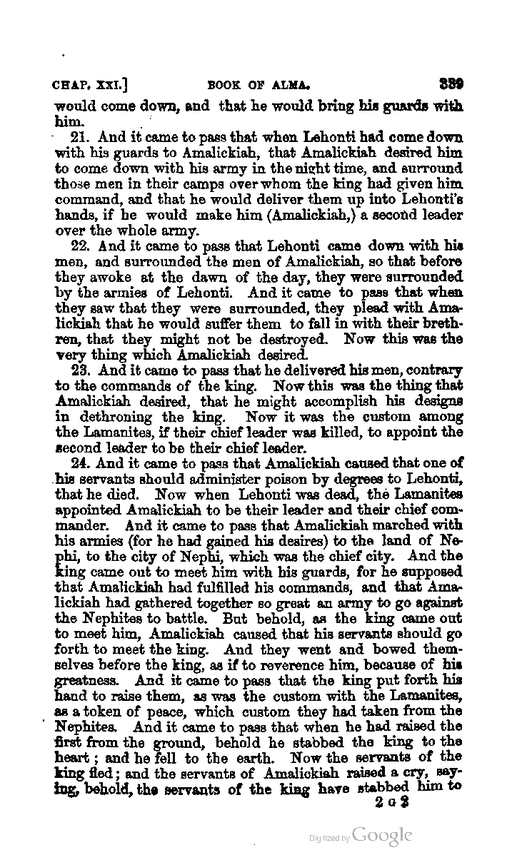 CHAP. XXI.] BOOK OF ALMA. 339
would come down, and that he would bring his guards with
him.
21. And it came to pass that when Lehonti had come down
with his guards to Amalickiah, that Amalickiah desired him
to come down with his army in the night time, and surround
those men in their camps over whom the king had given him
command, and that he would deliver them up into Lehonti's
hands, if he would make him (Amalickiah,) a second leader
over the whole army.
22. And it came to pass that Lehonti came down with his
men, and surrounded the men of Amalickiah, so that before
they awoke at the dawn of the day, they were surrounded
by the armies of Lehonti. And it came to pass that when
they saw that they were surrounded, they plead with Ama-
lickiah that he would suffer them to fall in with their breth-
ren, that they might not be destroyed. Now this was the
very thing which Amalickiah desired.
23. And it came to pass that he delivered his men, contrary
to the commands of the king. Now this was the thing that
Amalickiah desired, that he might accomplish his designs
in dethroning the king. Now it was the custom among
the Lamanites, if their chief leader was killed, to appoint the
second leader to be their chief leader.
24. And it came to pass that Amalickiah caused that one of
his servants should administer poison by degrees to Lehonti,
that he died. Now when Lehonti was dead, the Lamanites
appointed Amalickiah to be their leader and their chief com-
mander. And it came to pass that Amalickiah marched with
his armies (for he had gained his desires) to the land of Ne-
phi, to the city of Nephi, which was the chief city. And the
king came out to meet him with his guards, for he supposed
that Amalickiah had fulfilled his commands, and that Ama-
lickiah had gathered together so great an army to go against
the Nephites to battle. But behold, as the king came out
to meet him, Amalickiah caused that his servants should go
forth to meet the king. And they went and bowed them-
selves before the king, as if to reverence him, because of his
greatness. And it came to pass that the king put forth his
hand to raise them, as was the custom with the Lamanites,
as a token of peace, which custom they had taken from the
Nephites. And it came to pass that when he had raised the
first from the ground, behold he stabbed the king to the
heart; and he fell to the earth. Now the servants of the
king fled; and the servants of Amalickiah raised a cry, say-
ing, behold, the servants of the king have stabbed him to
2 G 2
Digitized by Google